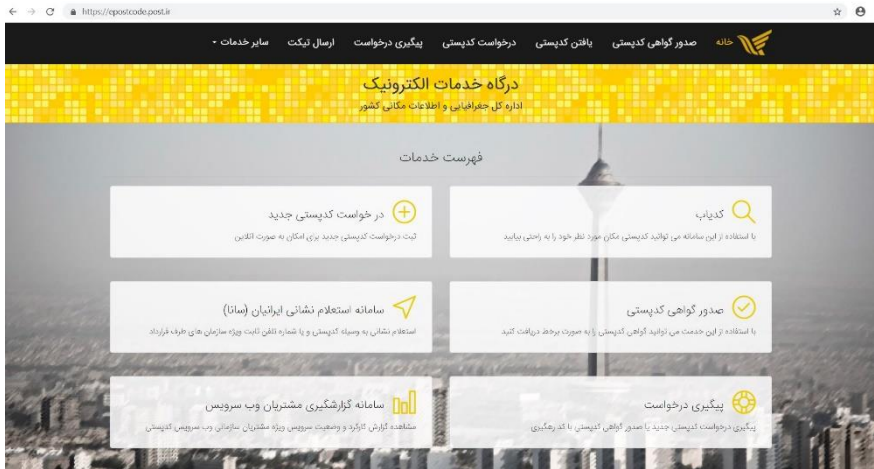 https://epostcode.post.ir
خانه صدور گواهی کدپستی یافتن کدپستی درخواست کدپستی پیگیری درخواست ارسال تیکت سایر خدمات
درگاه خدمات الکترونیک
اداره کل جغرافیایی و اطلاعات مکانی کشور
فهرست خدمات
کدیاب
با استفاده از این سامانه می توانید کدپستی مکان مورد نظر خود را به راحتی بیابید
در خواست کدپستی جدید
ثبت درخواست کدپستی جدید برای امکان به صورت آنلاین
صدور گواهی کدپستی
با استفاده از این خدمت می توانید گواهی کدپستی را به صورت برخط دریافت کنید
سامانه استعلام نشانی ایرانیان (سانا)
استعلام نشانی به وسیله کدپستی و یا شماره تلفن ثابت ویژه سازمان های طرف قرارداد
پیگیری درخواست
پیگیری درخواست کدپستی جدید یا صدور گواهی کدپستی با کد رهگیری
سامانه گزارشگیری مشتریان وب سرویس
مشاهده گزارش کارکرد و وضعیت سرویس ویژه مشتریان سازمانی وب سرویس کدپستی